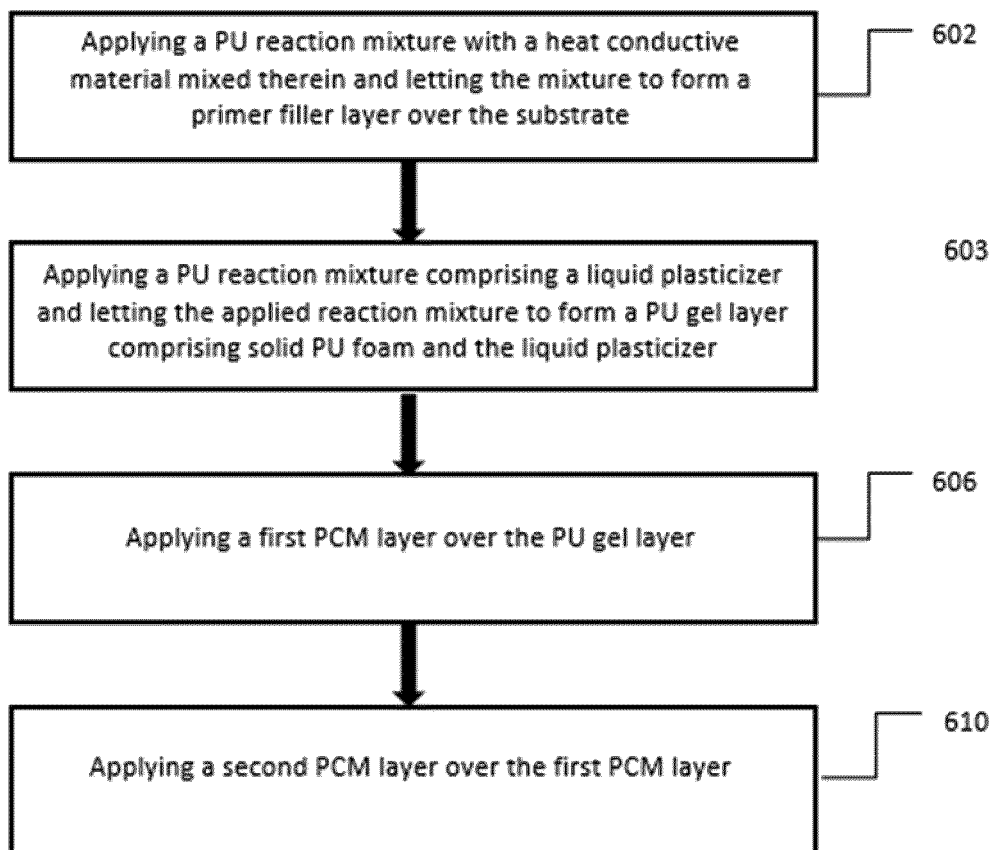 Applying a PU reaction mixture with a heat conductive
material mixed therein and letting the mixture to form a
primer filler layer over the substrate
602
Applying a PU reaction mixture comprising a liquid plasticizer
and letting the applied reaction mixture to form a PU gel layer
comprising solid PU foam and the liquid plasticizer
603
Applying a first PCM layer over the PU gel layer
606
Applying a second PCM layer over the first PCM layer
610